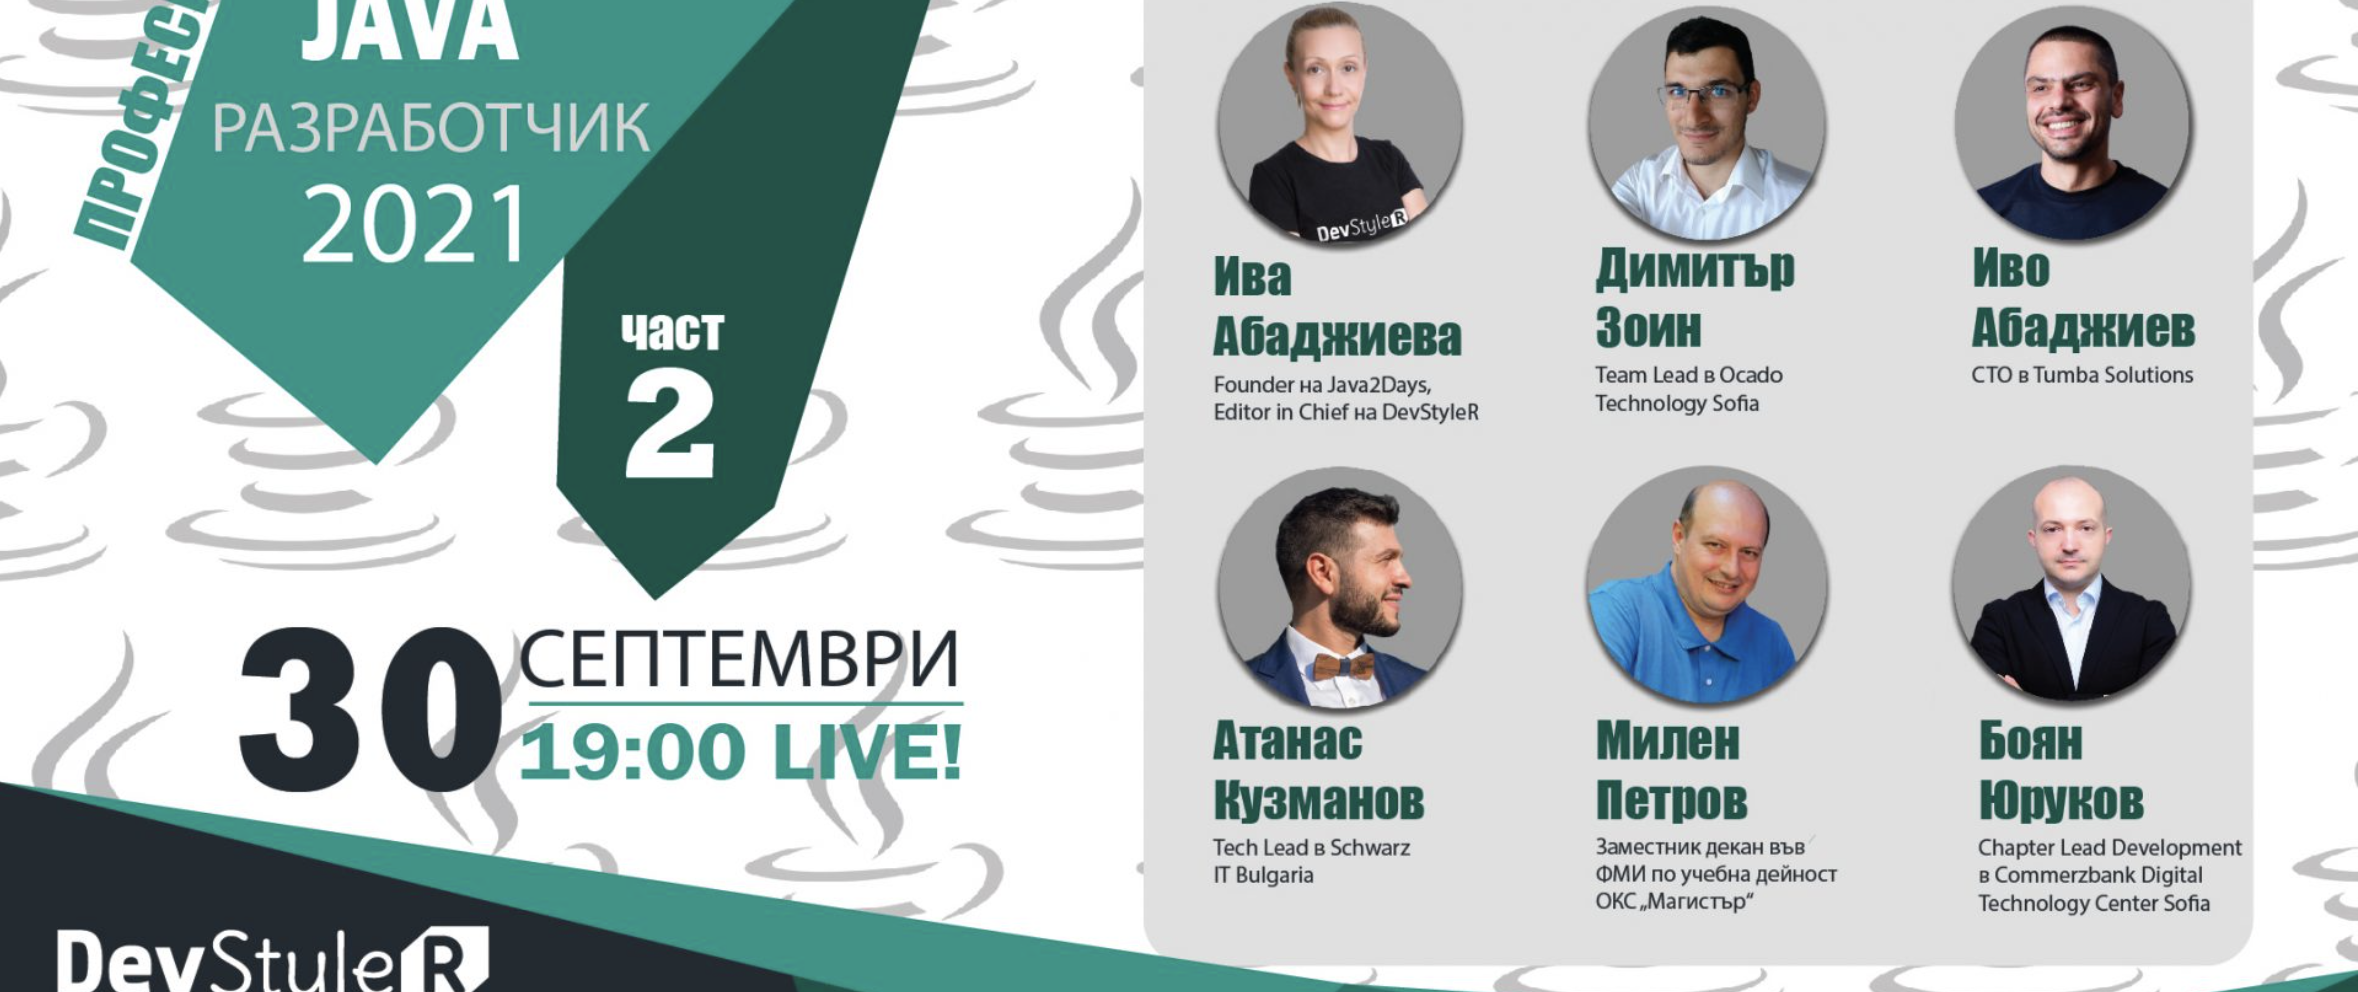 JAVA
РАЗРАБОТЧИК
2021
част
2
30 СЕПТЕМВРИ
19:00 LIVE!
DevStyleR
DevStyleR
Ива
Абаджиева
Founder на Java2Days,
Editor in Chief на DevStyleR
Димитър
Зоин
Team Lead в Ocado
Technology Sofia
Иво
Абаджиев
CTO в Tumba Solutions
Атанас
Кузманов
Tech Lead в Schwarz
IT Bulgaria
Милен
Петров
Заместник декан във
ФМИ по учебна дейност
ОКС „Магистър“
Боян
Юруков
Chapter Lead Development
в Commerzbank Digital
Technology Center Sofia